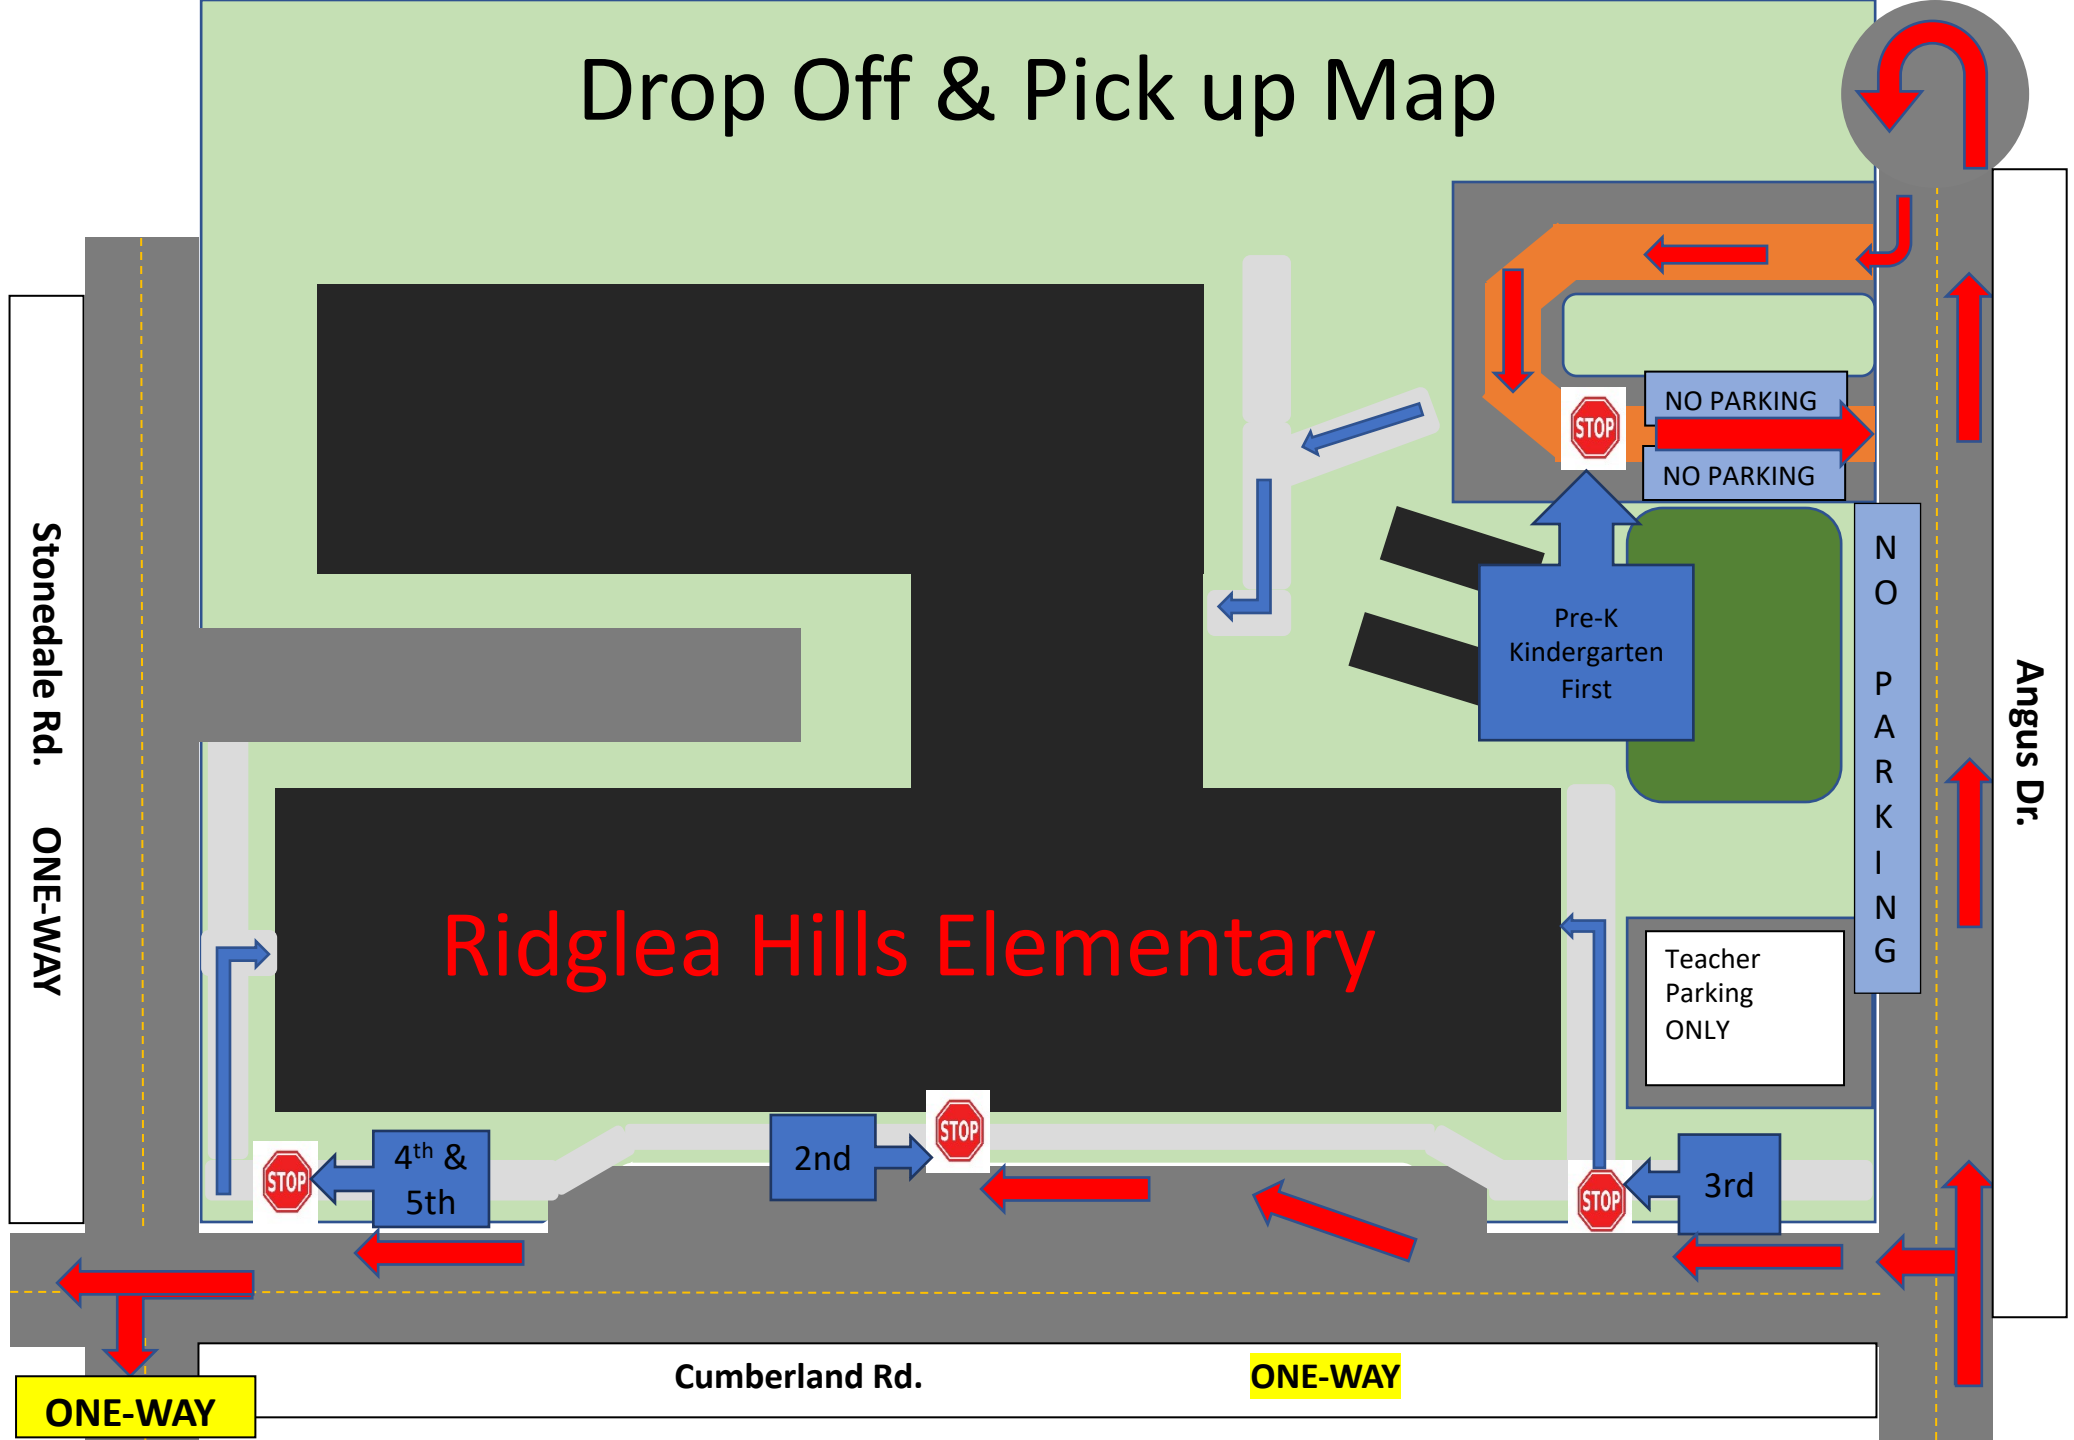 Drop Off & Pick up Map
NO PARKING
STOP
NO PARKING
Stonedale Rd. ONE-WAY
Pre-K
Kindergarten
First
N
O
P
A
R
K
I
N
G
Angus Dr.
Ridglea Hills Elementary
Teacher
Parking
ONLY
4th &
5th
STOP
2nd
STOP
STOP
3rd
Cumberland Rd. ONE-WAY
ONE-WAY